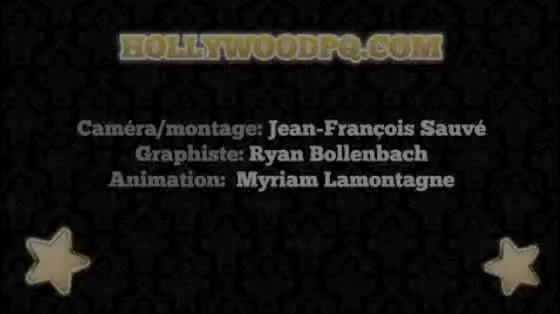 HOLLYWOODPQ.COM
Caméra/montage: Jean-François Sauvé
Graphiste: Ryan Bollenbach
Animation: Myriam Lamontagne